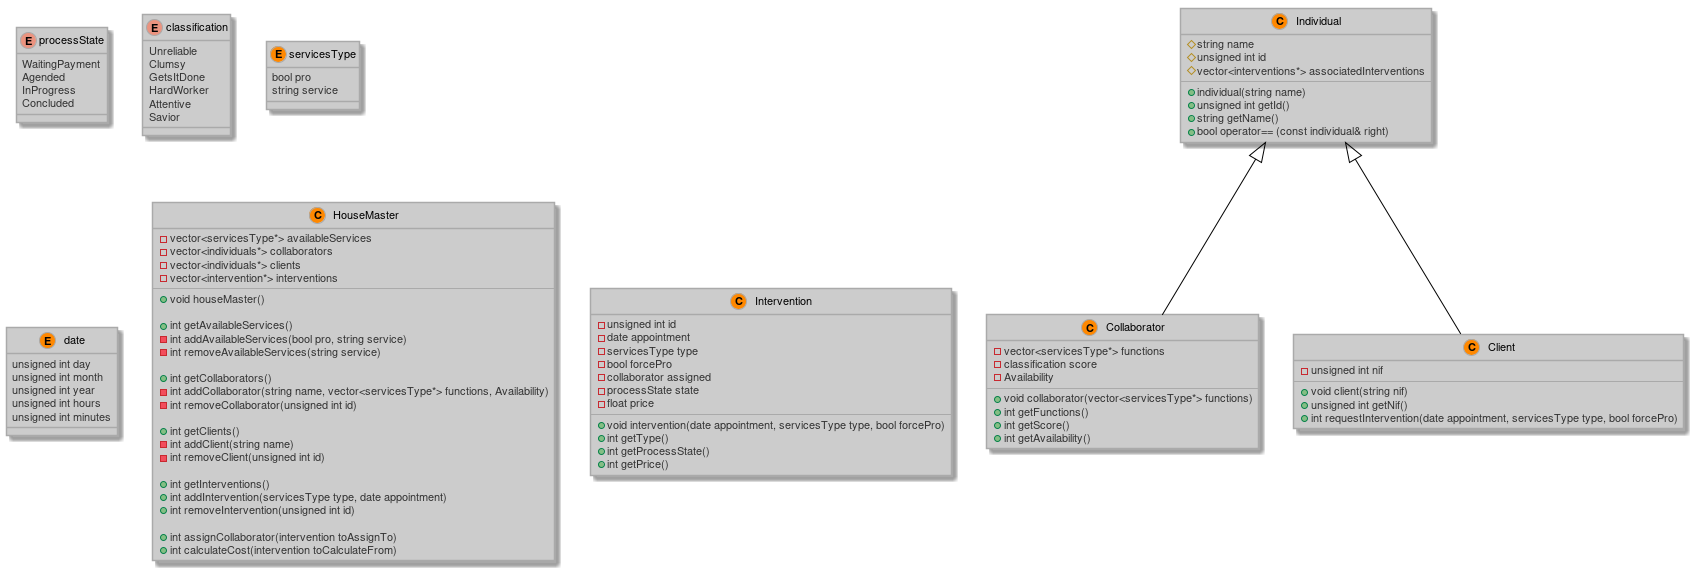 E processState
WaitingPayment
Agended
InProgress
Concluded
E classification
Unreliable
Clumsy
GetsItDone
HardWorker
Attentive
Savior
E servicesType
bool pro
string service
C Individual
string name
unsigned int id
vector<interventions*> associatedInterventions
individual(string name)
unsigned int getId()
string getName()
bool operator== (const individual& right)
E date
unsigned int day
unsigned int month
unsigned int year
unsigned int hours
unsigned int minutes
C HouseMaster
vector<servicesType*> availableServices
vector<individuals*> collaborators
vector<individuals*> clients
vector<intervention*> interventions
void houseMaster()
int getAvailableServices()
int addAvailableServices(bool pro, string service)
int removeAvailableServices(string service)
int getCollaborators()
int addCollaborator(string name, vector<servicesType*> functions, Availability)
int removeCollaborator(unsigned int id)
int getClients()
int addClient(string name)
int removeClient(unsigned int id)
int getInterventions()
int addIntervention(servicesType type, date appointment)
int removeIntervention(unsigned int id)
int assignCollaborator(intervention toAssignTo)
int calculateCost(intervention toCalculateFrom)
C Intervention
unsigned int id
date appointment
servicesType type
bool forcePro
collaborator assigned
processState state
float price
void intervention(date appointment, servicesType type, bool forcePro)
int getType()
int getProcessState()
int getPrice()
C Collaborator
vector<servicesType*> functions
classification score
Availability
void collaborator(vector<servicesType*> functions)
int getFunctions()
int getScore()
int getAvailability()
C Client
unsigned int nif
void client(string nif)
unsigned int getNif()
int requestIntervention(date appointment, servicesType type, bool forcePro)